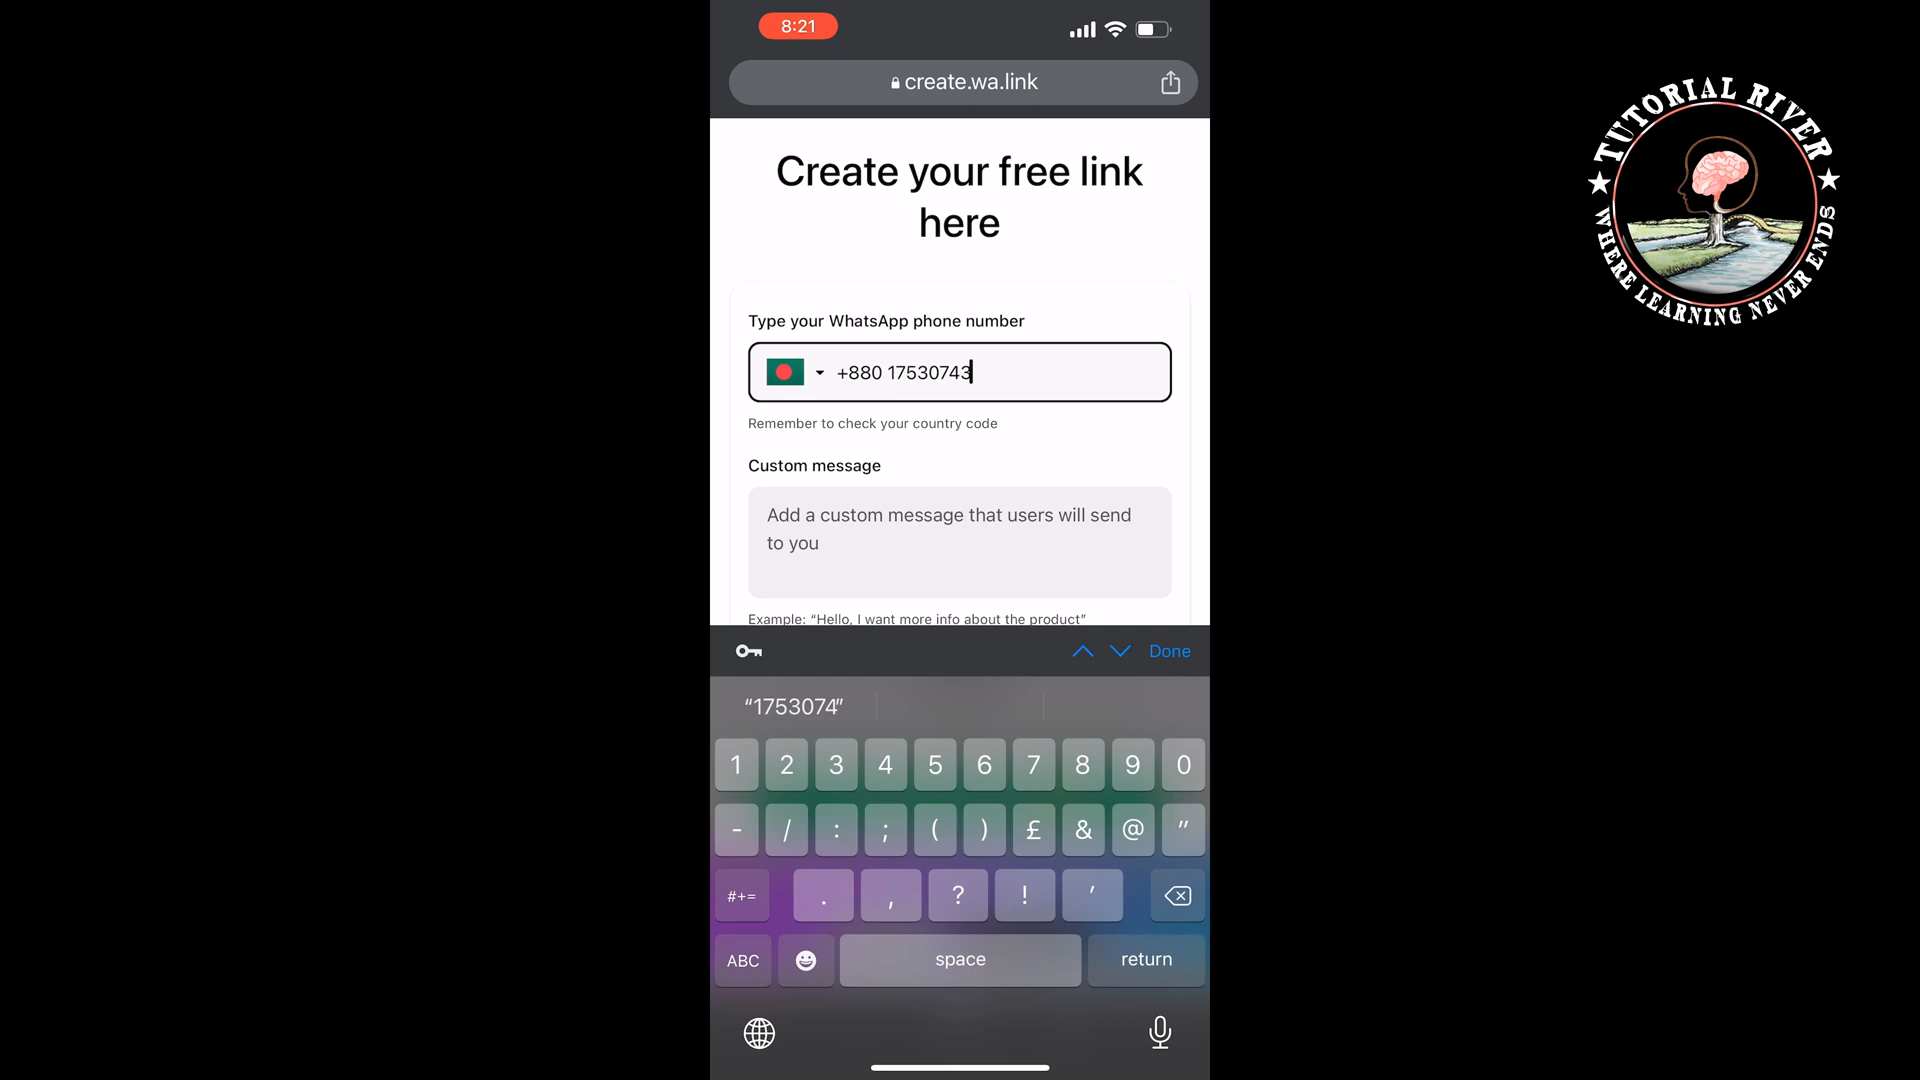 8:21
create.wa.link
TUTORIAL RIVER
WHERE LEARNING NEVER ENDS
Create your free link
here
Type your WhatsApp phone number
+880 17530743
Remember to check your country code
Custom message
Add a custom message that users will send
to you
Example: “Hello, I want more info about the product”
Done
“1753074”
1 2 3 4 5 6 7 8 9 0
- / : ; ( ) £ & @ "
#+= . , ? ! '
ABC space return